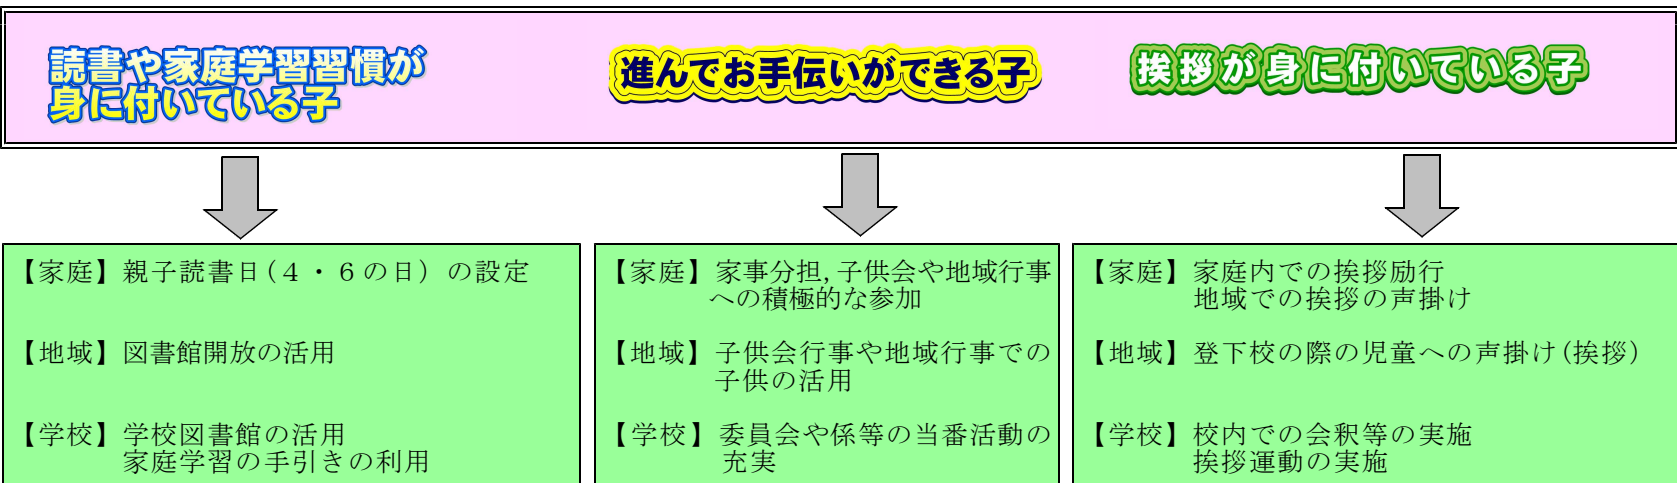 読書や家庭学習習慣が
身に付いている子
進んでお手伝いができる子
挨拶が身に付いている子
【家庭】親子読書日(4・6の日)の設定
【地域】図書館開放の活用
【学校】学校図書館の活用
家庭学習の手引きの利用
【家庭】家事分担,子供会や地域行事
への積極的な参加
【地域】子供会行事や地域行事での
子供の活用
【学校】委員会や係等の当番活動の
充実
【家庭】家庭内での挨拶励行
地域での挨拶の声掛け
【地域】登下校の際の児童への声掛け(挨拶)
【学校】校内での会釈等の実施
挨拶運動の実施